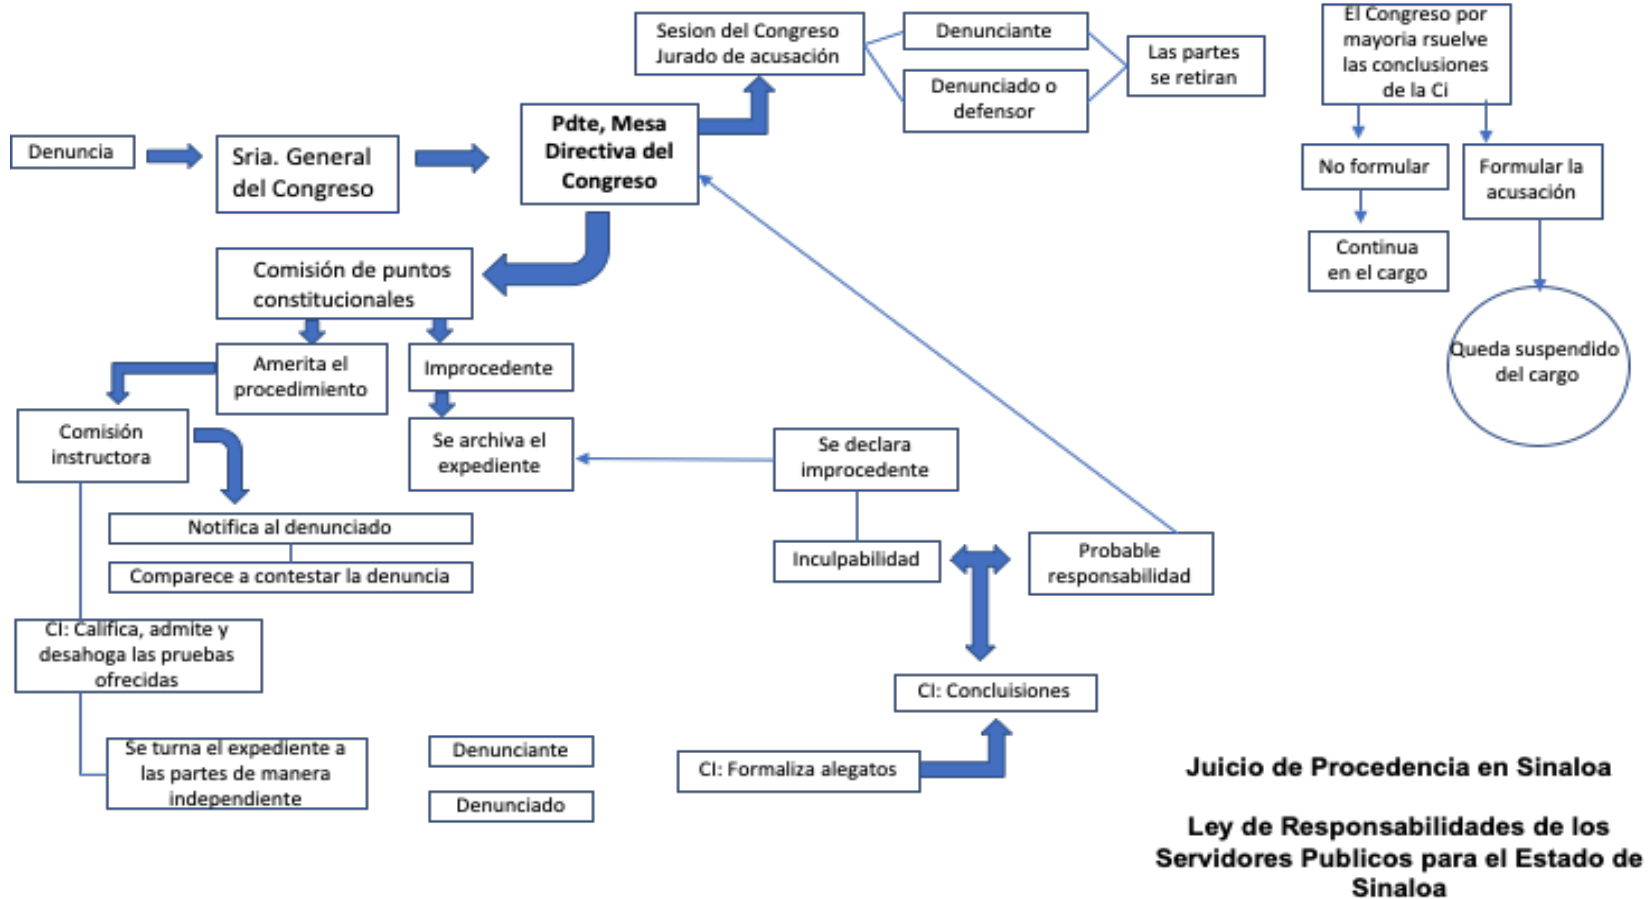 Denuncia
Sria. General
del Congreso
Pdte, Mesa
Directiva del
Congreso
Sesion del Congreso
Jurado de acusación
Denunciante
Denunciado o
defensor
Las partes
se retiran
El Congreso por
mayoria rsuelve
las conclusiones
de la Ci
No formular
Formular la
acusación
Continua
en el cargo
Queda suspendido
del cargo
Comisión de puntos
constitucionales
Amerita el
procedimiento
Improcedente
Comisión
instructora
Se archiva el
expediente
Se declara
improcedente
Notifica al denunciado
Comparece a contestar la denuncia
Inculpabilidad
Probable
responsabilidad
CI: Califica, admite y
desahoga las pruebas
ofrecidas
CI: Concluisiones
Se turna el expediente a
las partes de manera
independiente
Denunciante
Denunciado
CI: Formaliza alegatos
Juicio de Procedencia en Sinaloa
Ley de Responsabilidades de los
Servidores Publicos para el Estado de
Sinaloa